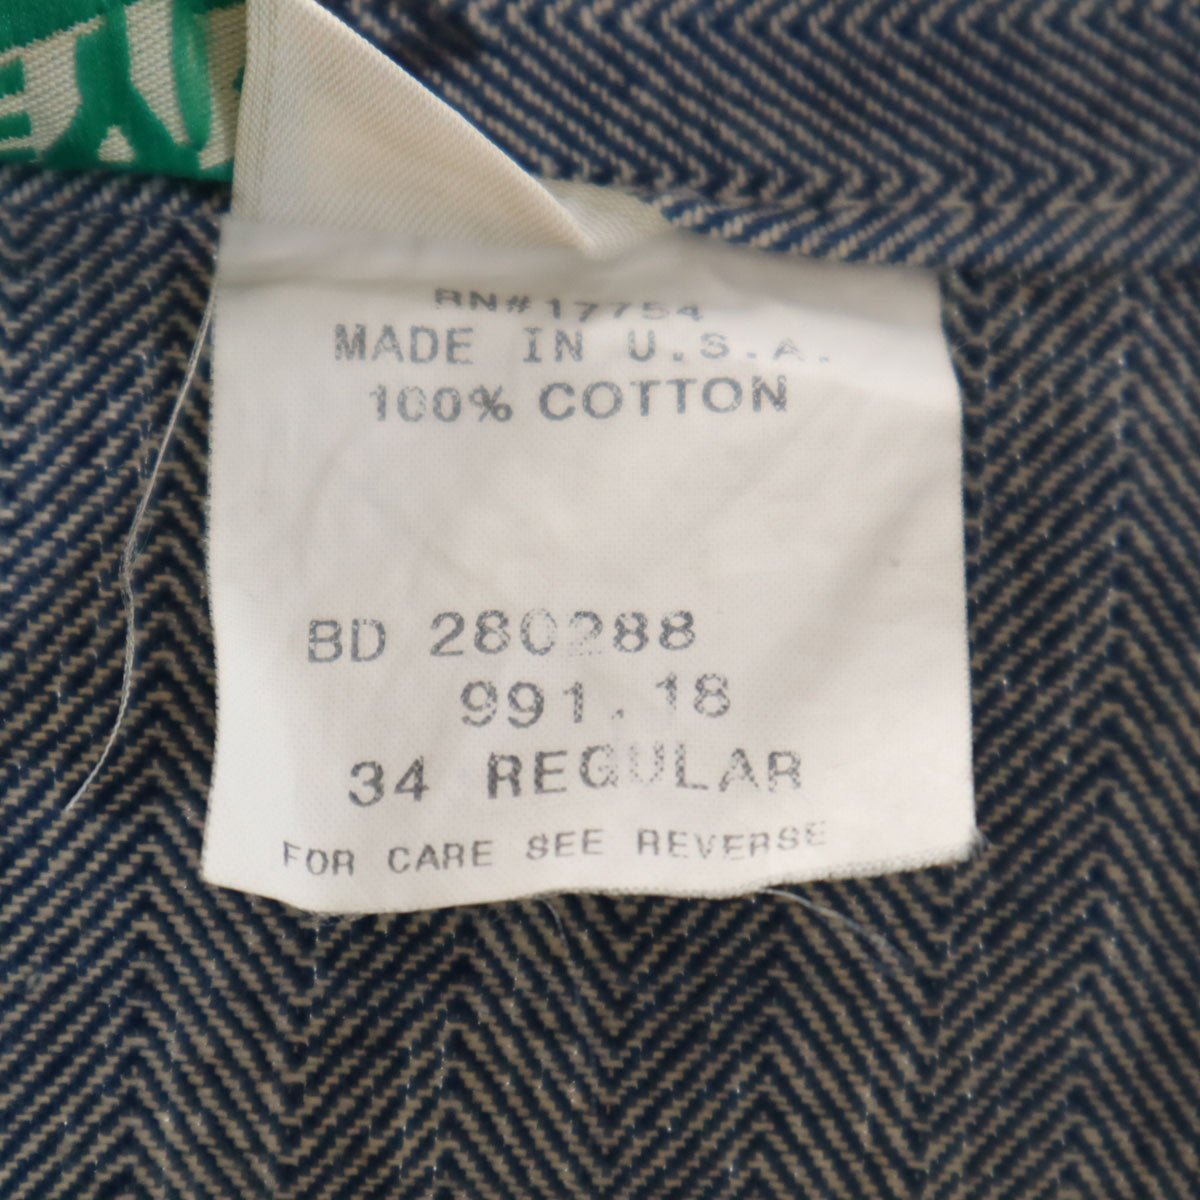 RN#17754
MADE IN U.S.A.
100% COTTON
BD 280288
991.18
34 REGULAR
FOR CARE SEE REVERSE